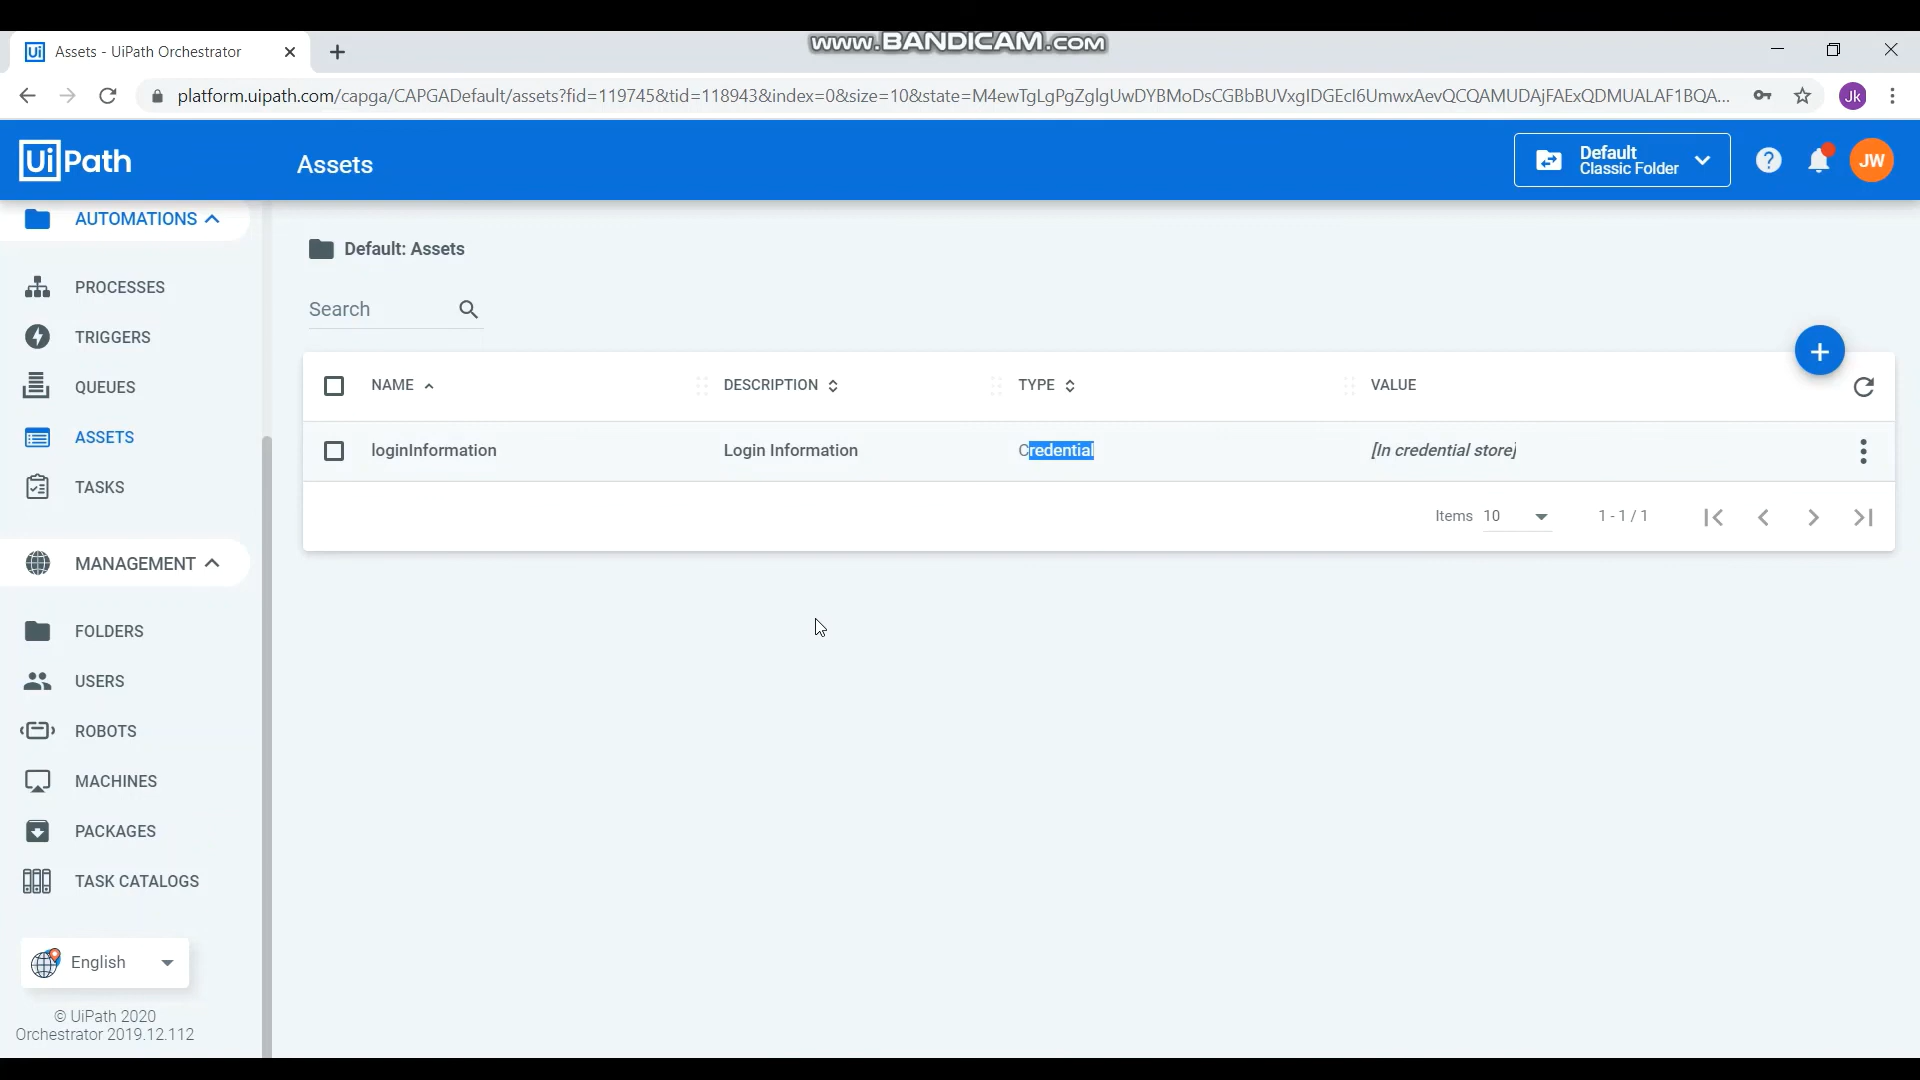 Assets - UiPath Orchestrator
www.BANDICAM.com
platform.uipath.com/capga/CAPGADefault/assets?fid=119745&tid=118943&index=0&size=10&state=
Jk
UiPath
Assets
Default
Classic Folder
JW
AUTOMATIONS
PROCESSES
TRIGGERS
QUEUES
ASSETS
TASKS
MANAGEMENT
FOLDERS
USERS
ROBOTS
MACHINES
PACKAGES
TASK CATALOGS
English
© UiPath 2020
Orchestrator 2019.12.112
Default: Assets
Search
NAME DESCRIPTION TYPE VALUE
loginInformation Login Information Credential [In credential store]
Items 10 1 - 1 / 1